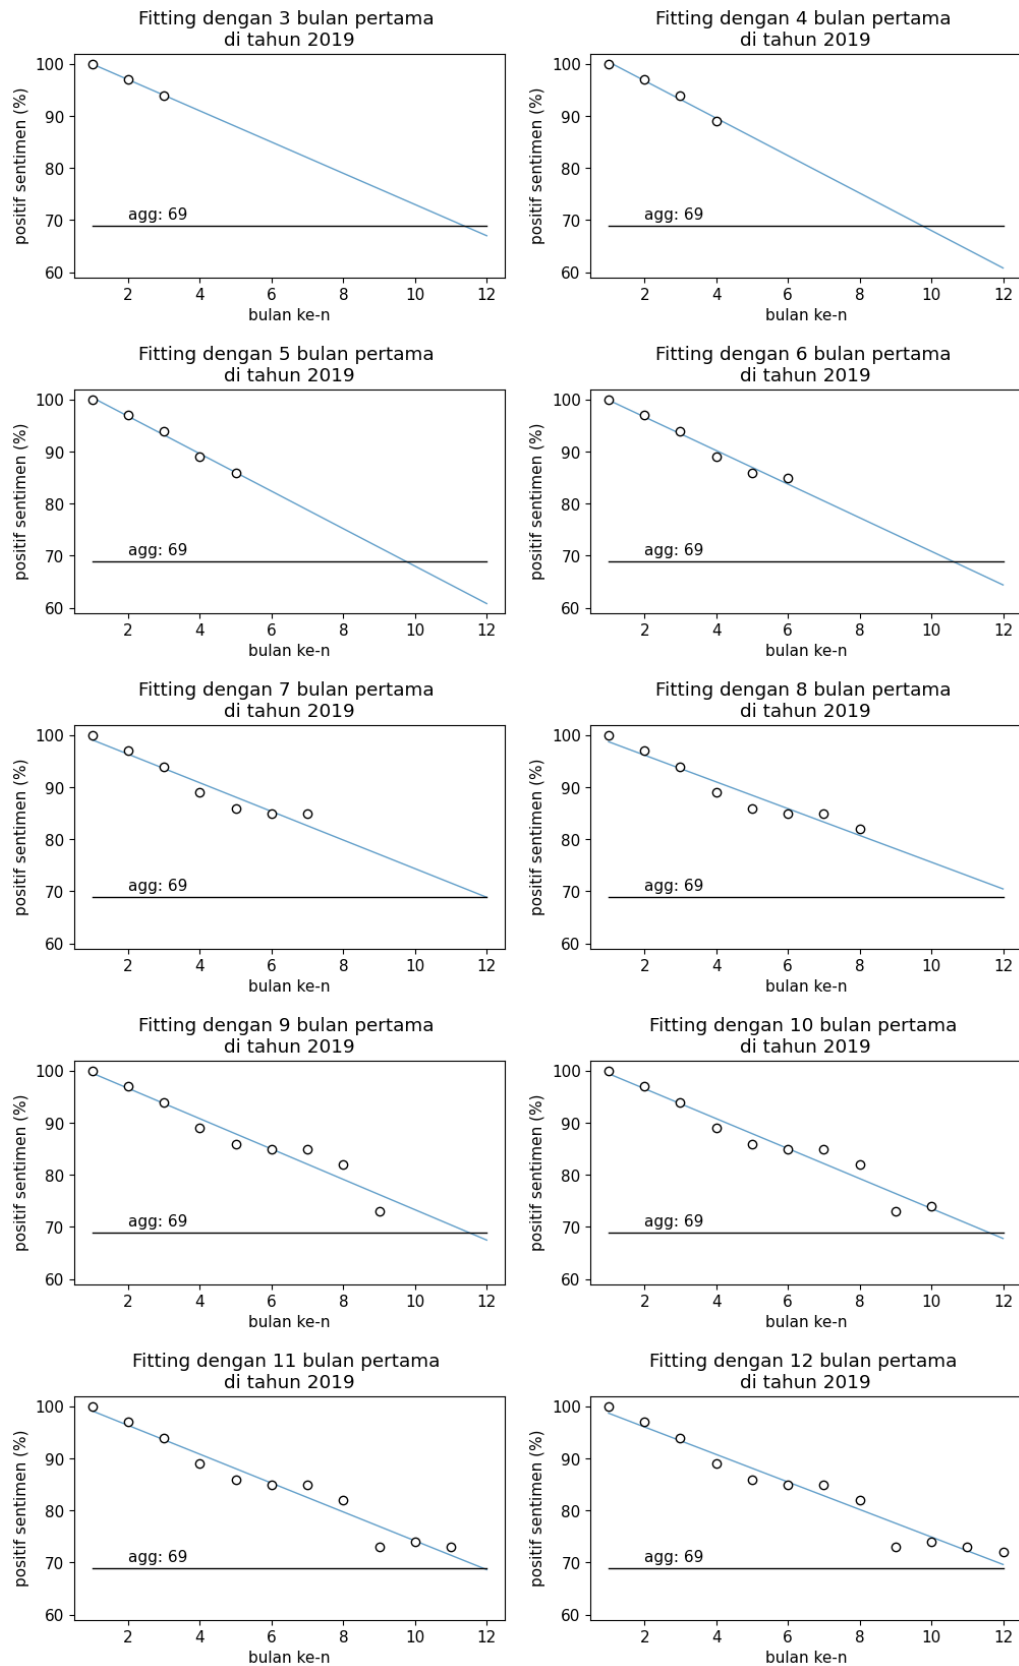 Fitting dengan 3 bulan pertama
di tahun 2019
positif sentimen (%)
100
90
80
70
60
agg: 69
2 4 6 8 10 12
bulan ke-n
Fitting dengan 4 bulan pertama
di tahun 2019
positif sentimen (%)
100
90
80
70
60
agg: 69
2 4 6 8 10 12
bulan ke-n
Fitting dengan 5 bulan pertama
di tahun 2019
positif sentimen (%)
100
90
80
70
60
agg: 69
2 4 6 8 10 12
bulan ke-n
Fitting dengan 6 bulan pertama
di tahun 2019
positif sentimen (%)
100
90
80
70
60
agg: 69
2 4 6 8 10 12
bulan ke-n
Fitting dengan 7 bulan pertama
di tahun 2019
positif sentimen (%)
100
90
80
70
60
agg: 69
2 4 6 8 10 12
bulan ke-n
Fitting dengan 8 bulan pertama
di tahun 2019
positif sentimen (%)
100
90
80
70
60
agg: 69
2 4 6 8 10 12
bulan ke-n
Fitting dengan 9 bulan pertama
di tahun 2019
positif sentimen (%)
100
90
80
70
60
agg: 69
2 4 6 8 10 12
bulan ke-n
Fitting dengan 10 bulan pertama
di tahun 2019
positif sentimen (%)
100
90
80
70
60
agg: 69
2 4 6 8 10 12
bulan ke-n
Fitting dengan 11 bulan pertama
di tahun 2019
positif sentimen (%)
100
90
80
70
60
agg: 69
2 4 6 8 10 12
bulan ke-n
Fitting dengan 12 bulan pertama
di tahun 2019
positif sentimen (%)
100
90
80
70
60
agg: 69
2 4 6 8 10 12
bulan ke-n